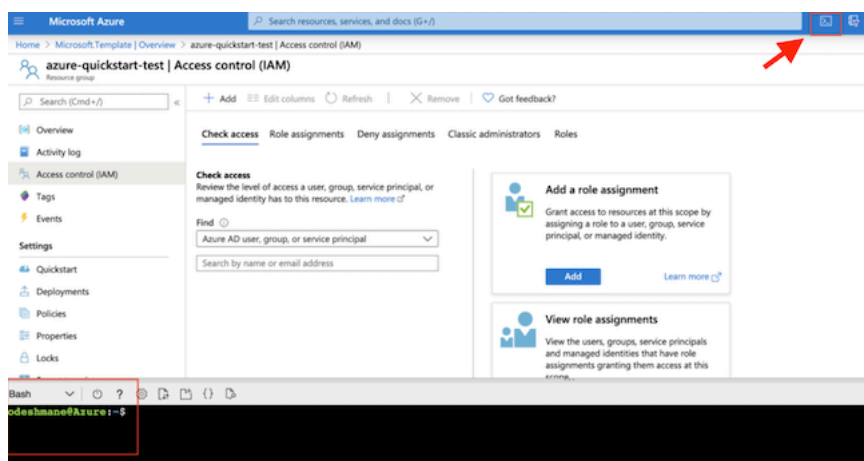 Microsoft Azure
Search resources, services, and docs (G+/)
Home > Microsoft.Template | Overview > azure-quickstart-test | Access control (IAM)
azure-quickstart-test | Access control (IAM)
Resource group
Search (Cmd+/)
«
Add
Edit columns
Refresh
Remove
Got feedback?
Overview
Activity log
Access control (IAM)
Tags
Events
Settings
Quickstart
Deployments
Policies
Properties
Locks
Check access
Role assignments
Deny assignments
Classic administrators
Roles
Check access
Review the level of access a user, group, service principal, or
managed identity has to this resource. Learn more
Find
Azure AD user, group, or service principal
Search by name or email address
Add a role assignment
Grant access to resources at this scope by
assigning a role to a user, group, service
principal, or managed identity.
Add
Learn more
View role assignments
View the users, groups, service principals
and managed identities that have role
assignments granting them access at this
scope.
Bash
?
{}
odeshmane@Azure:~$